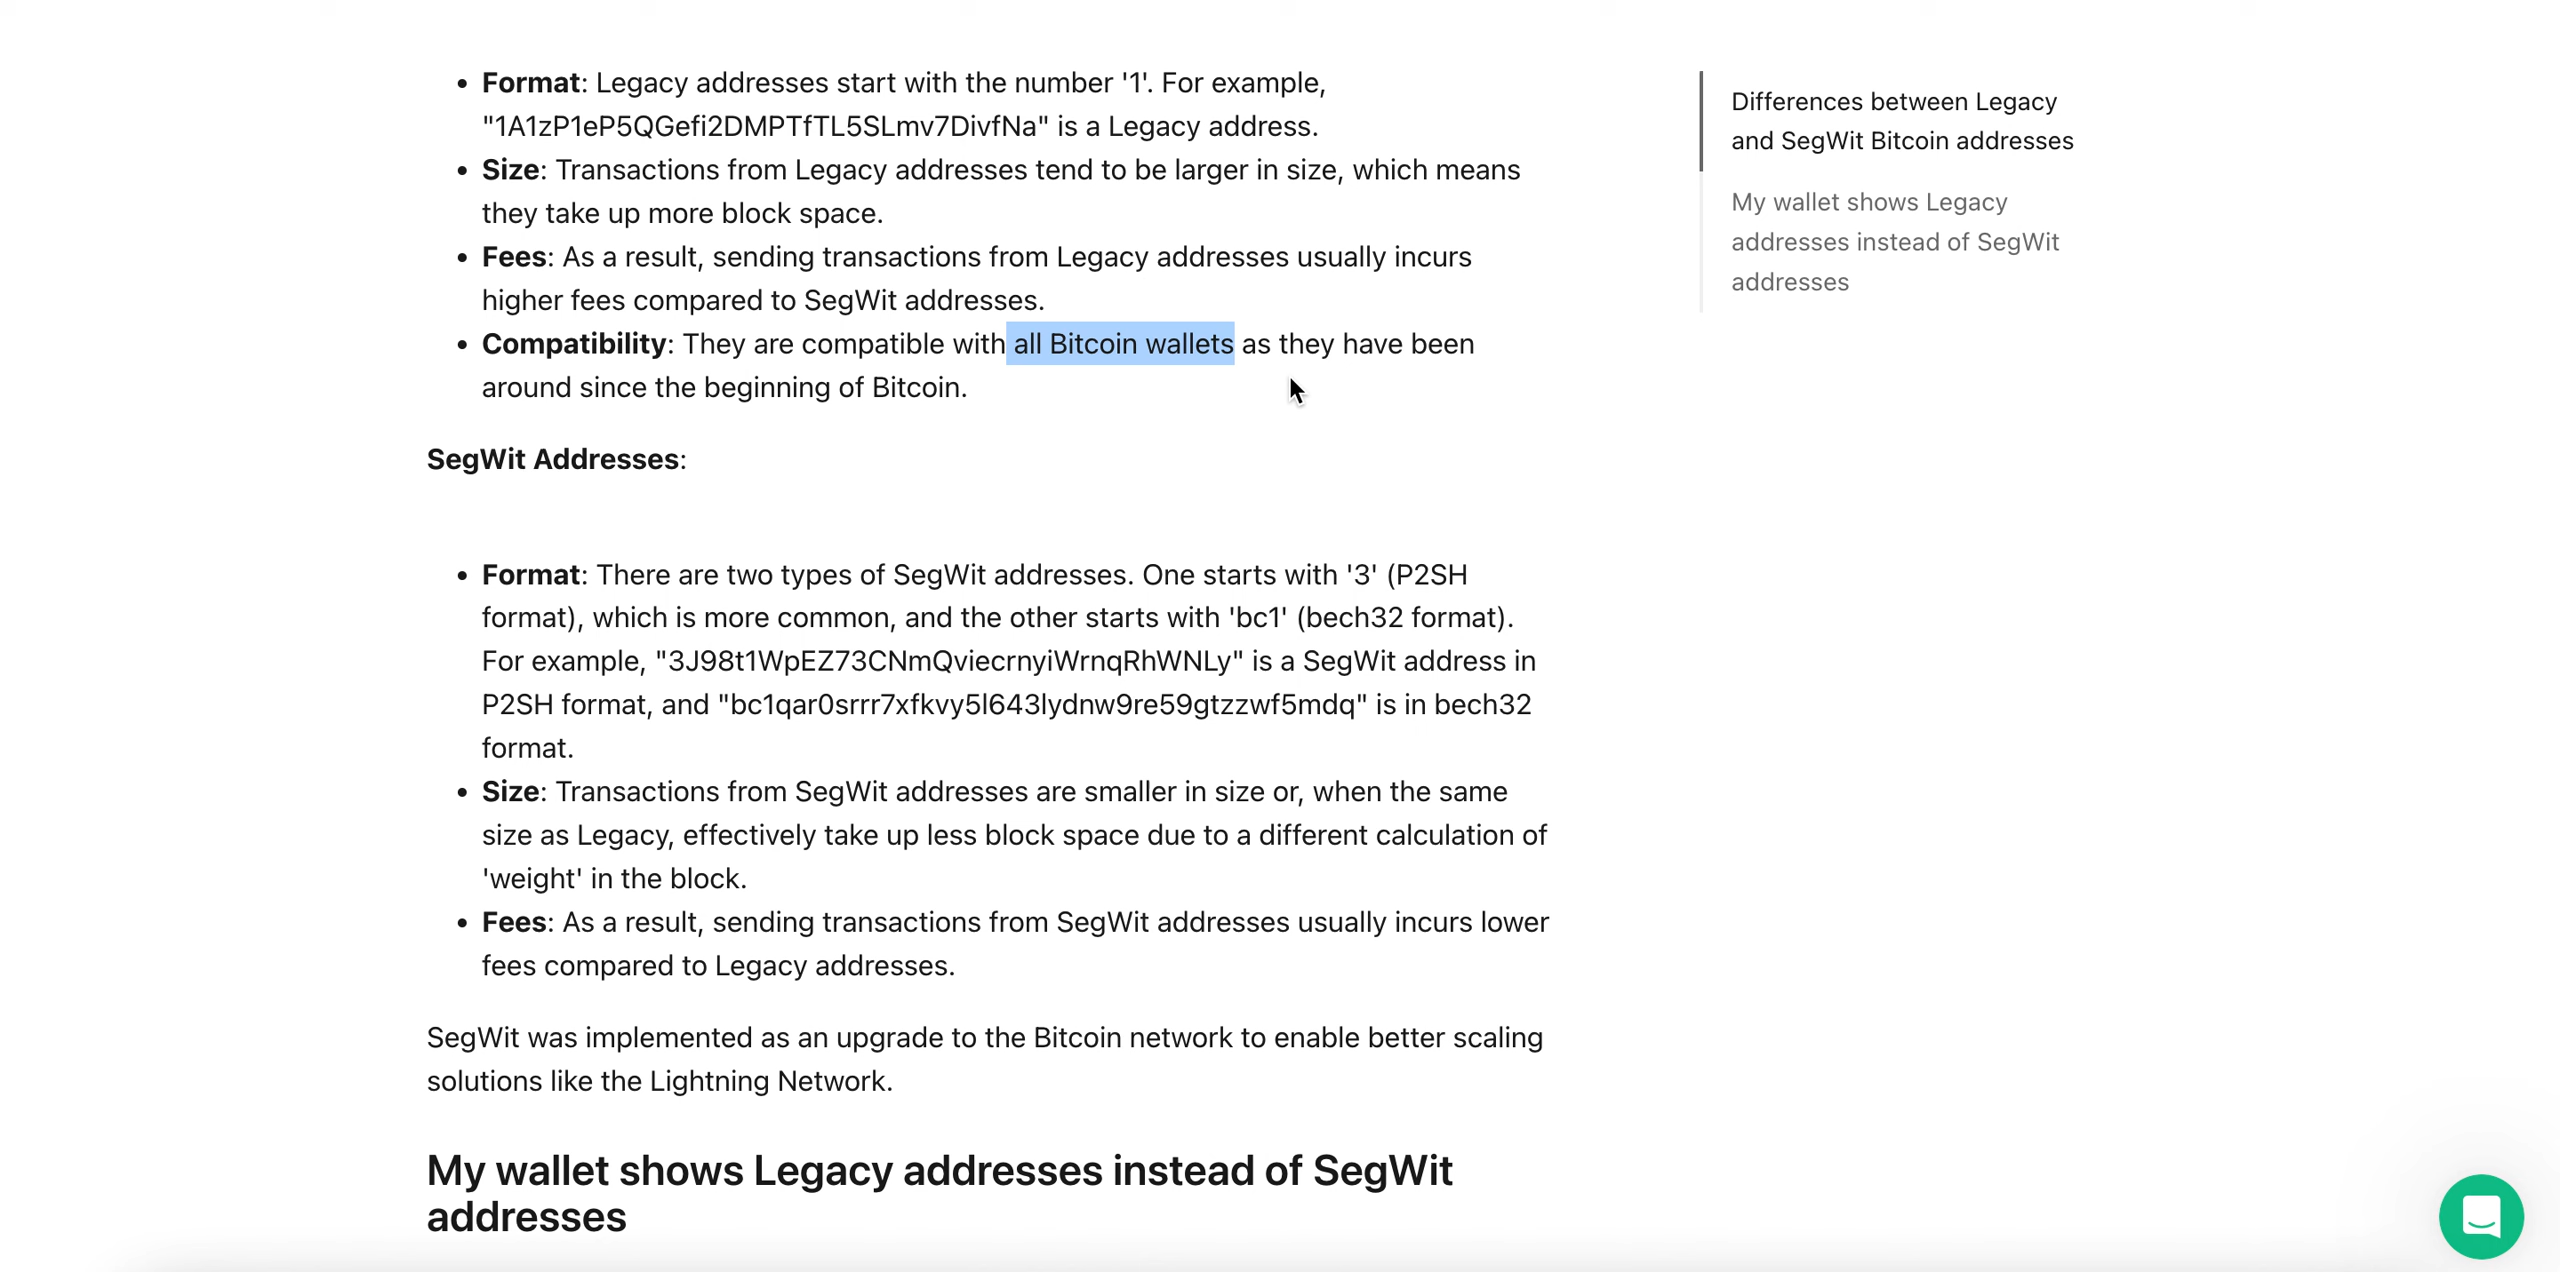 Format: Legacy addresses start with the number '1'. For example,
"1A1zP1eP5QGefi2DMPTfTL5SLmv7DivfNa" is a Legacy address.
Size: Transactions from Legacy addresses tend to be larger in size, which means
they take up more block space.
Fees: As a result, sending transactions from Legacy addresses usually incurs
higher fees compared to SegWit addresses.
Compatibility: They are compatible with all Bitcoin wallets as they have been
around since the beginning of Bitcoin.
SegWit Addresses:
Format: There are two types of SegWit addresses. One starts with '3' (P2SH
format), which is more common, and the other starts with 'bc1' (bech32 format).
For example, "3J98t1WpEZ73CNmQviecrnyiWrnqRhWNLy" is a SegWit address in
P2SH format, and "bc1qar0srrr7xfkvy5l643lydnw9re59gtzzwf5mdq" is in bech32
format.
Size: Transactions from SegWit addresses are smaller in size or, when the same
size as Legacy, effectively take up less block space due to a different calculation of
'weight' in the block.
Fees: As a result, sending transactions from SegWit addresses usually incurs lower
fees compared to Legacy addresses.
SegWit was implemented as an upgrade to the Bitcoin network to enable better scaling
solutions like the Lightning Network.
My wallet shows Legacy addresses instead of SegWit
addresses
Differences between Legacy
and SegWit Bitcoin addresses
My wallet shows Legacy
addresses instead of SegWit
addresses